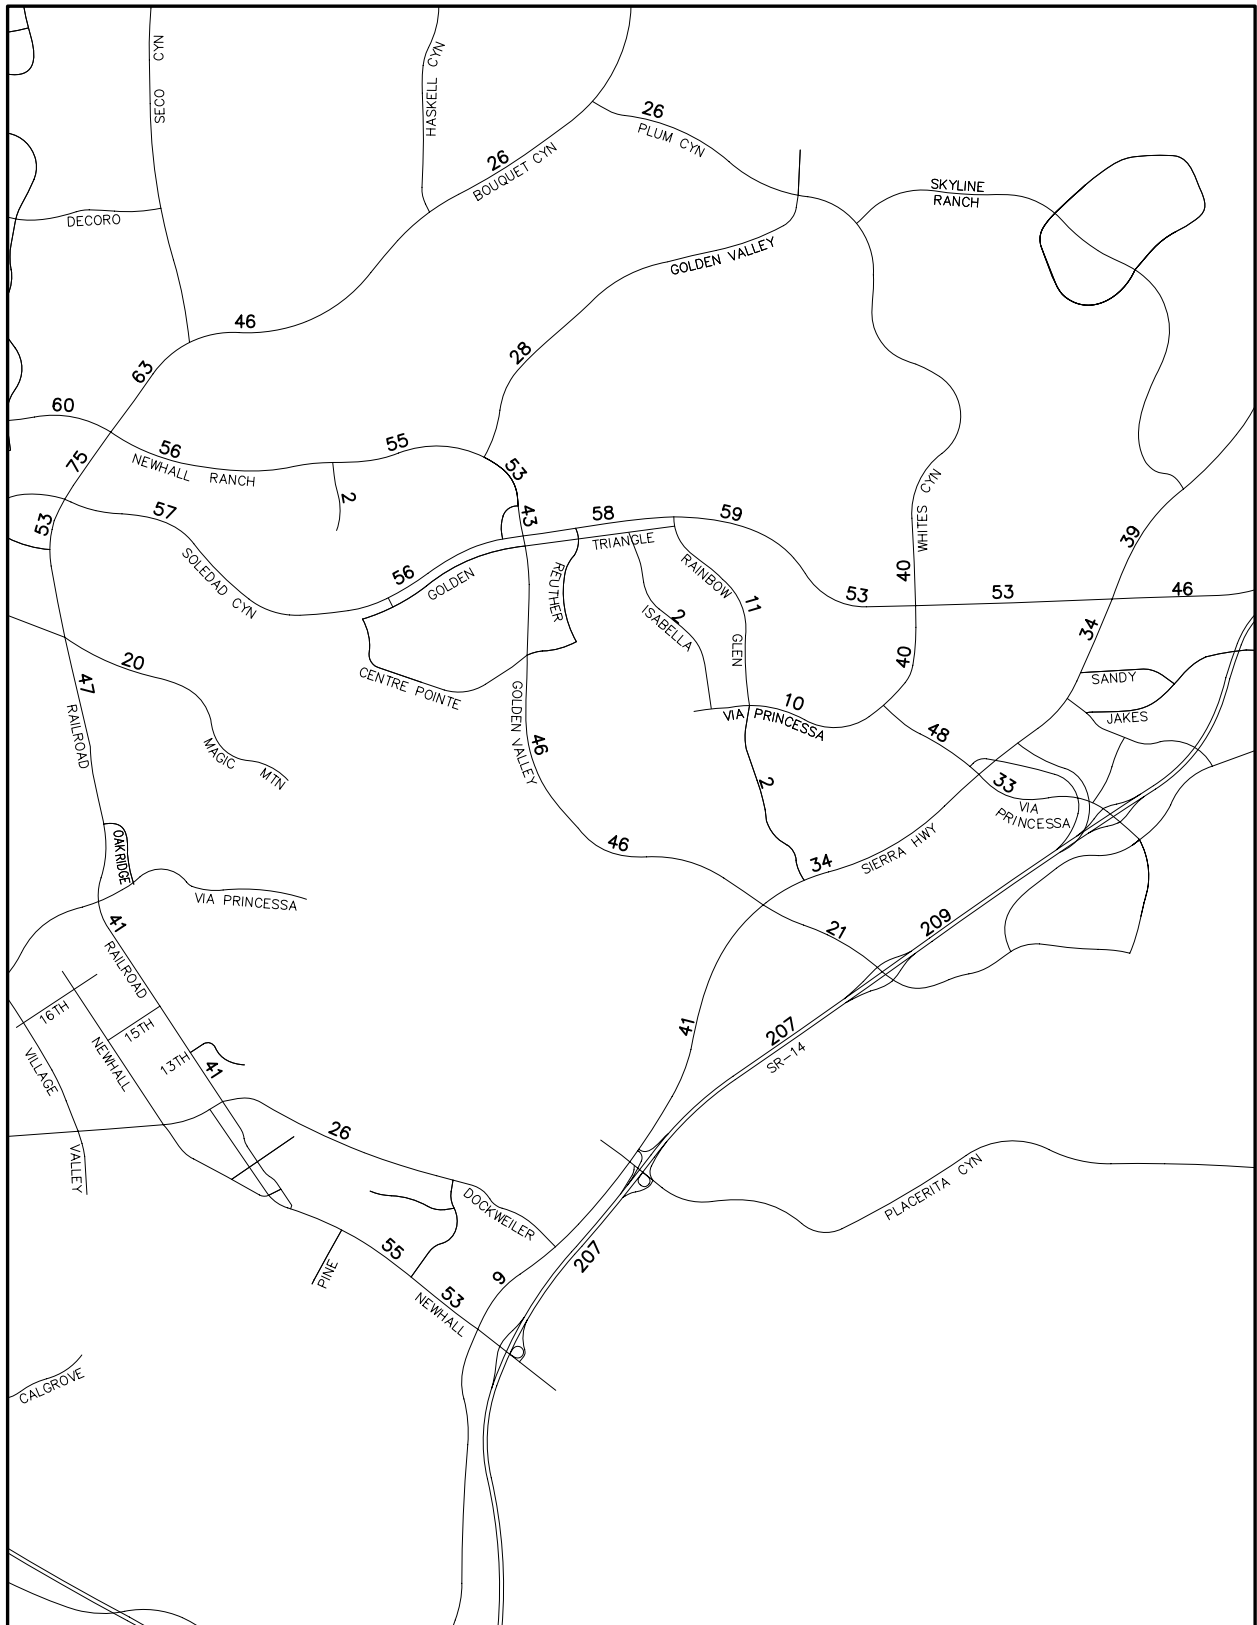 SECO CYN
HASKELL CYN
26
PLUM CYN
26
BOUQUET CYN
SKYLINE
RANCH
DECORO
GOLDEN VALLEY
46
28
63
60
56
NEWHALL RANCH
55
75
53
2
43
58
59
57
53
39
TRIANGLE
SOLEDAD CYN
56
GOLDEN
REUTHER
RAINBOW
11
GLEN
2
ISABELLA
WHITES CYN
40
53
53
46
40
34
20
CENTRE POINTE
SANDY
JAKES
47
RAILROAD
MAGIC MTN
GOLDEN VALLEY
46
10
VIA PRINCESSA
48
33
VIA
PRINCESSA
2
OAKRIDGE
46
34
SIERRA HWY
VIA PRINCESSA
41
RAILROAD
21
209
16TH
15TH
NEWHALL
13TH
41
VILLAGE
41
207
SR-14
26
VALLEY
PLACERITA CYN
DOCKWEILER
55
PINE
207
9
53
NEWHALL
CALGROVE